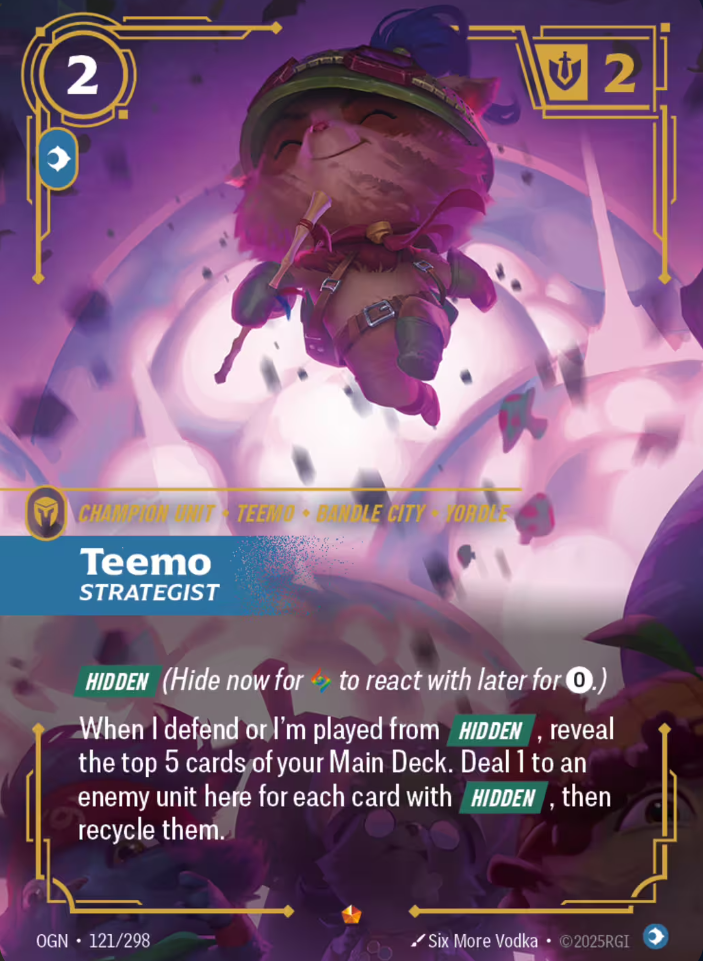 2
2
CHAMPION UNIT • TEEMO • BANDLE CITY • YORDLE
Teemo
STRATEGIST
HIDDEN (Hide now for to react with later for 0.)
When I defend or I'm played from HIDDEN, reveal
the top 5 cards of your Main Deck. Deal 1 to an
enemy unit here for each card with HIDDEN, then
recycle them.
OGN • 121/298
Six More Vodka • ©2025RGI